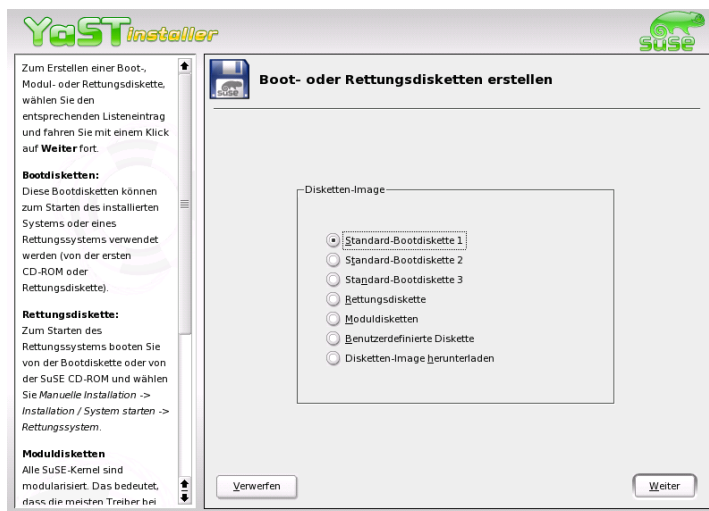 YaST Installer
SuSE
Zum Erstellen einer Boot-,
Modul- oder Rettungsdiskette,
wählen Sie den
entsprechenden Listeneintrag
und fahren Sie mit einem Klick
auf Weiter fort.
Bootdisketten:
Diese Bootdisketten können
zum Starten des installierten
Systems oder eines
Rettungssystems verwendet
werden (von der ersten
CD-ROM oder
Rettungsdiskette).
Rettungsdiskette:
Zum Starten des
Rettungssystems booten Sie
von der Bootdiskette oder von
der SuSE CD-ROM und wählen
Sie Manuelle Installation ->
Installation / System starten ->
Rettungssystem.
Moduldisketten
Alle SuSE-Kernel sind
modularisiert. Das bedeutet,
dass die meisten Treiber bei
SuSE
Boot- oder Rettungsdisketten erstellen
Disketten-Image
Standard-Bootdiskette 1
Standard-Bootdiskette 2
Standard-Bootdiskette 3
Rettungsdiskette
Moduldisketten
Benutzerdefinierte Diskette
Disketten-Image herunterladen
Verwerfen
Weiter